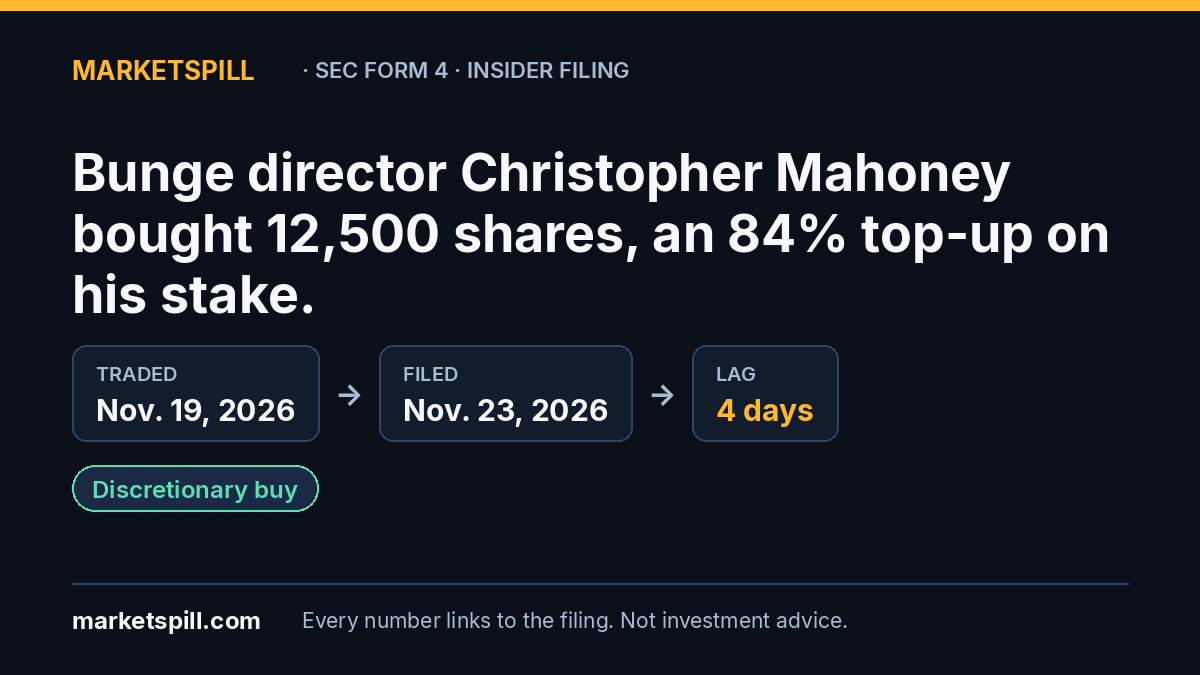 MARKETSPILL · SEC FORM 4 · INSIDER FILING
Bunge director Christopher Mahoney
bought 12,500 shares, an 84% top-up on
his stake.
TRADED
Nov. 19, 2026
→
FILED
Nov. 23, 2026
→
LAG
4 days
Discretionary buy
marketspill.com Every number links to the filing. Not investment advice.